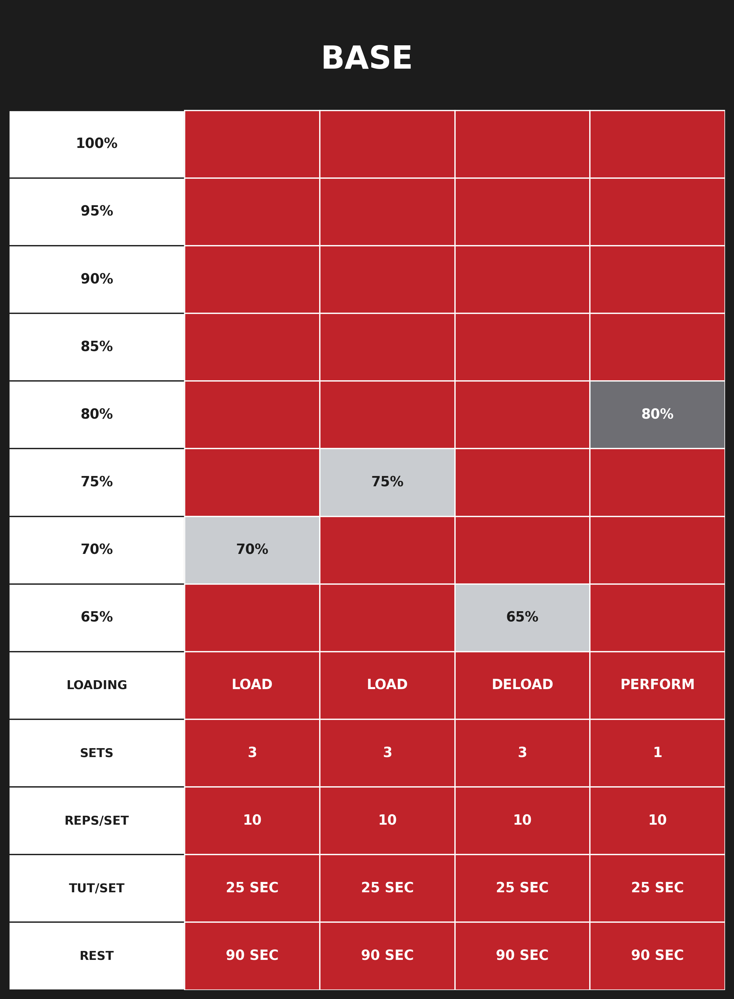 BASE
100%
95%
90%
85%
80% 80%
75% 75%
70% 70%
65% 65%
LOADING LOAD LOAD DELOAD PERFORM
SETS 3 3 3 1
REPS/SET 10 10 10 10
TUT/SET 25 SEC 25 SEC 25 SEC 25 SEC
REST 90 SEC 90 SEC 90 SEC 90 SEC